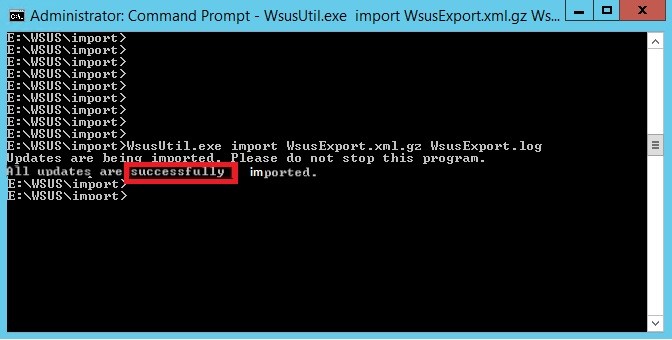 Administrator: Command Prompt - WsusUtil.exe  import WsusExport.xml.gz Ws...
E:\WSUS\import>
E:\WSUS\import>
E:\WSUS\import>
E:\WSUS\import>
E:\WSUS\import>
E:\WSUS\import>
E:\WSUS\import>
E:\WSUS\import>
E:\WSUS\import>
E:\WSUS\import>WsusUtil.exe import WsusExport.xml.gz WsusExport.log
Updates are being imported. Please do not stop this program.
All updates are successfully imported.
E:\WSUS\import>
E:\WSUS\import>